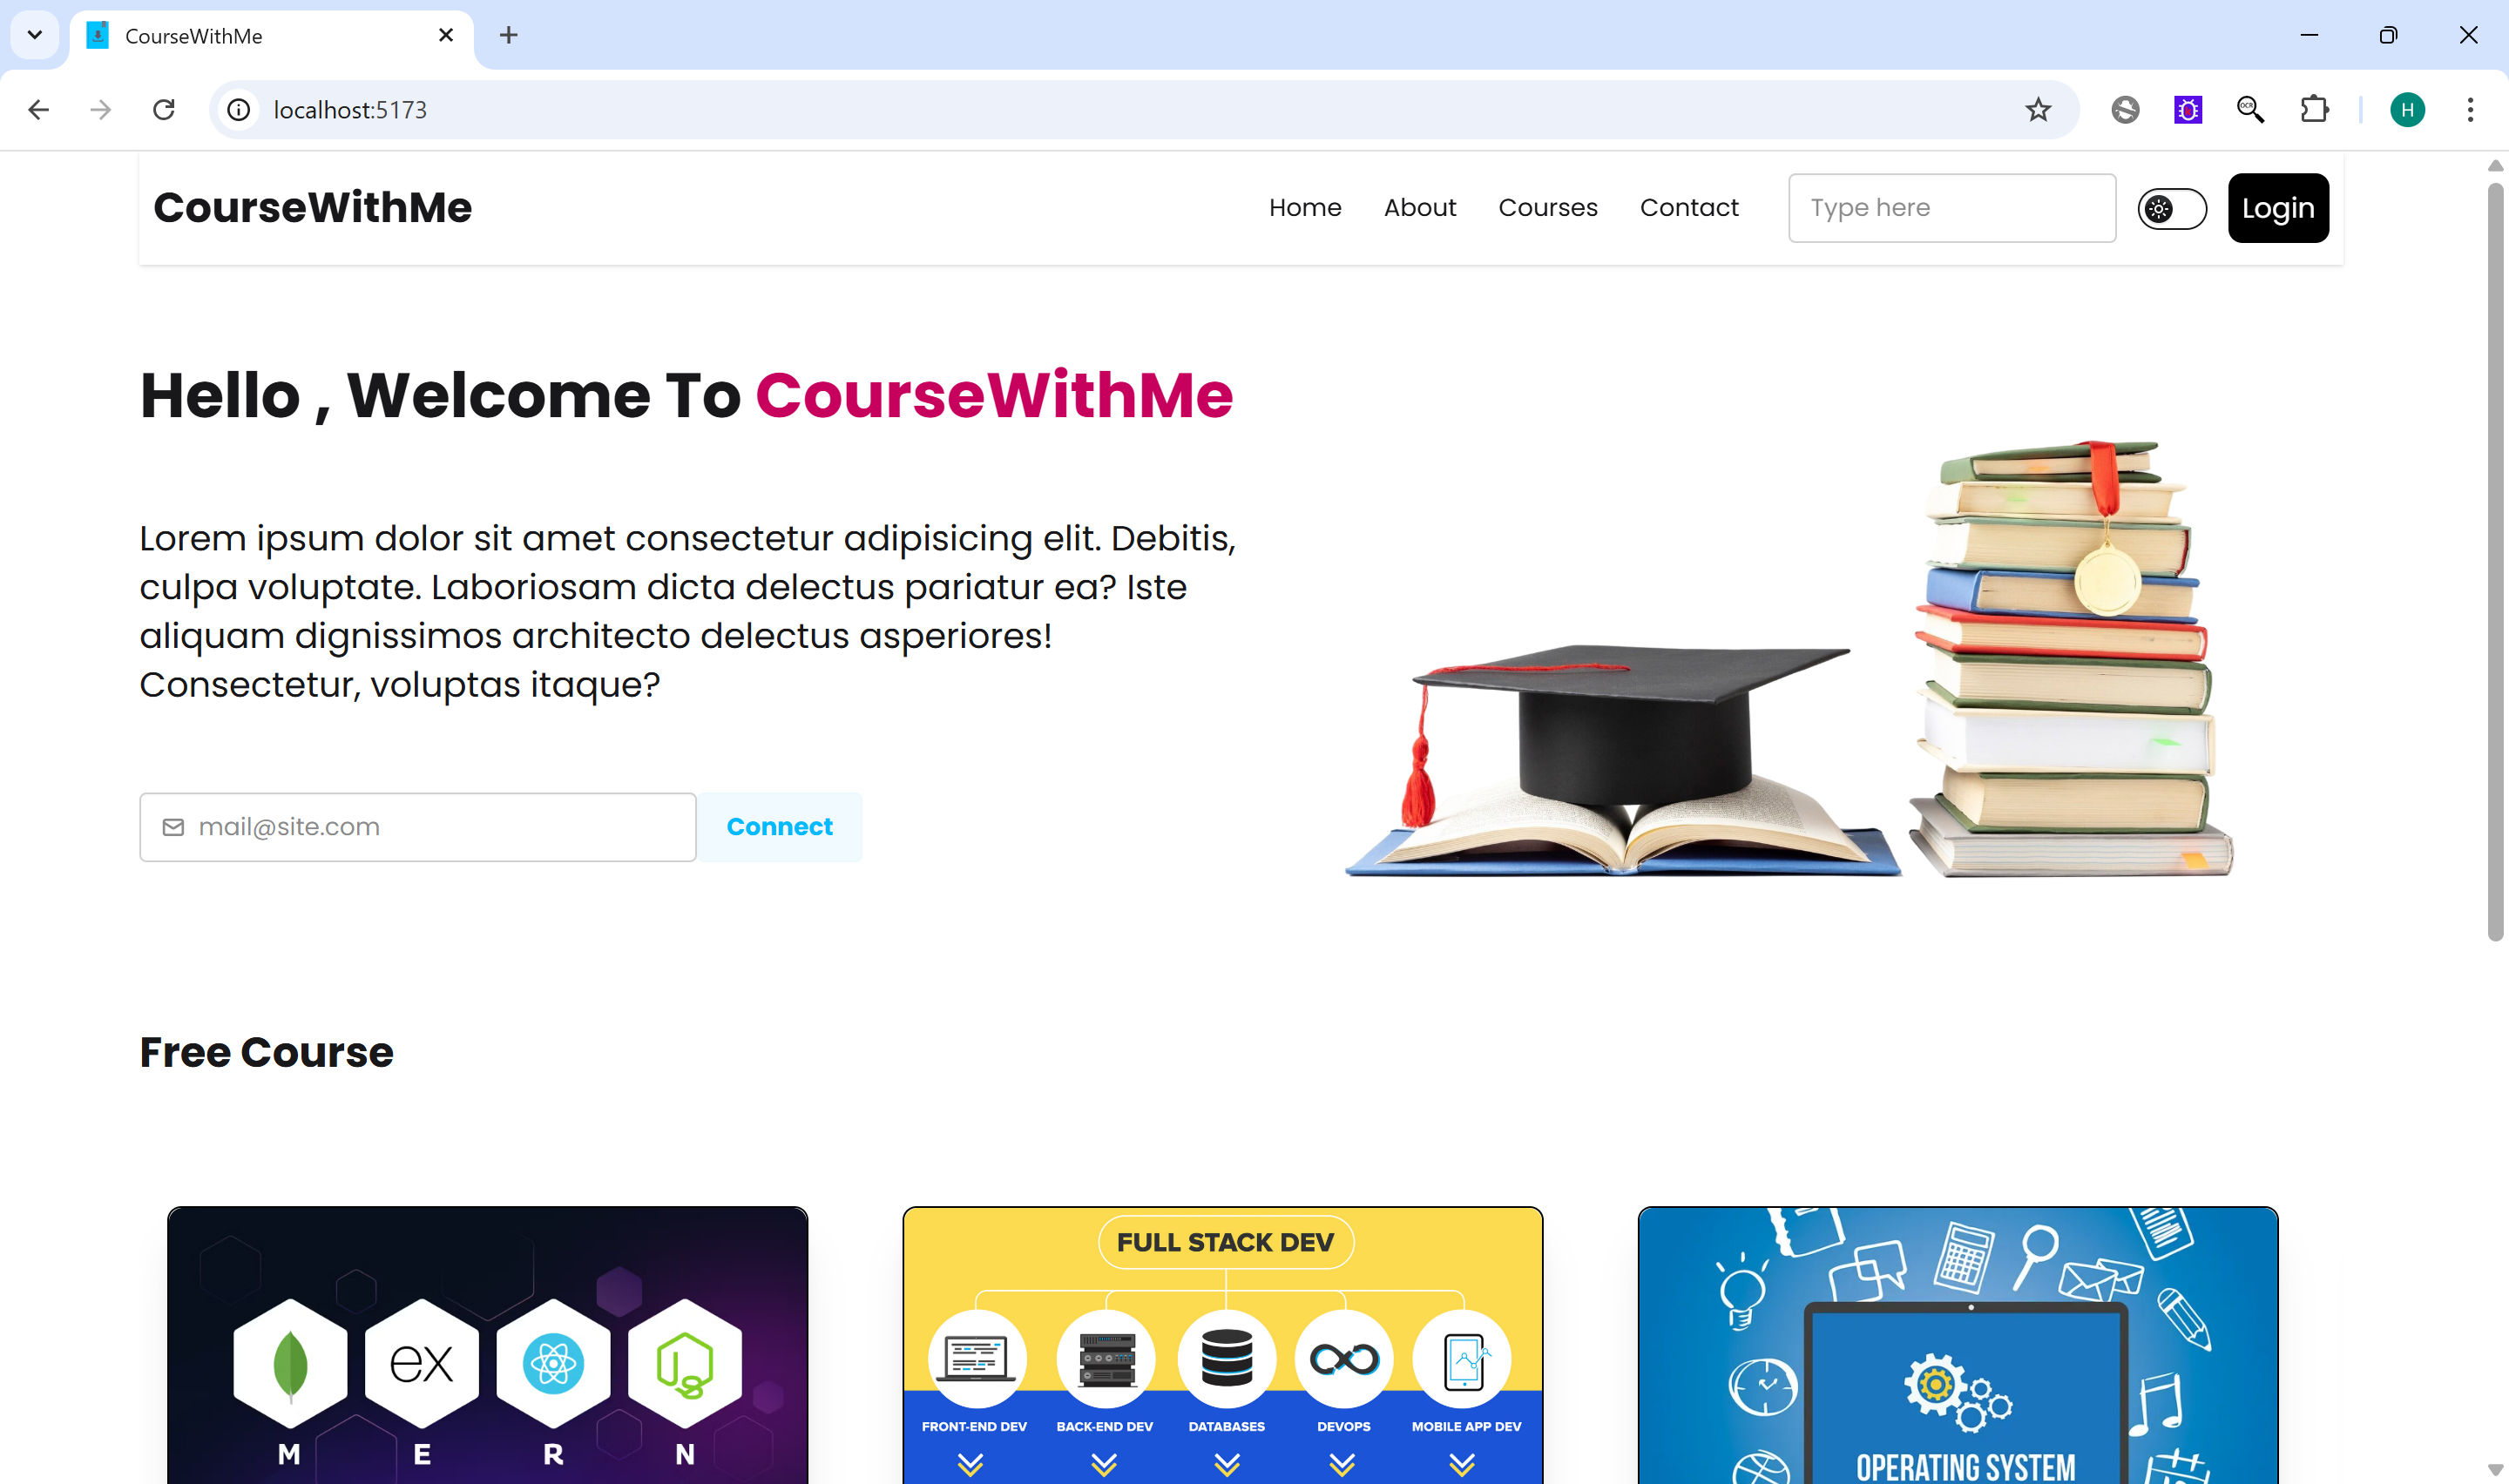 CourseWithMe
localhost:5173
OCR
H
CourseWithMe
Home
About
Courses
Contact
Type here
Login
Hello , Welcome To CourseWithMe
Lorem ipsum dolor sit amet consectetur adipisicing elit. Debitis,
culpa voluptate. Laboriosam dicta delectus pariatur ea? Iste
aliquam dignissimos architecto delectus asperiores!
Consectetur, voluptas itaque?
mail@site.com
Connect
Free Course
ex
JS
M E R N
FULL STACK DEV
FRONT-END DEV
BACK-END DEV
DATABASES
DEVOPS
MOBILE APP DEV
OPERATING SYSTEM